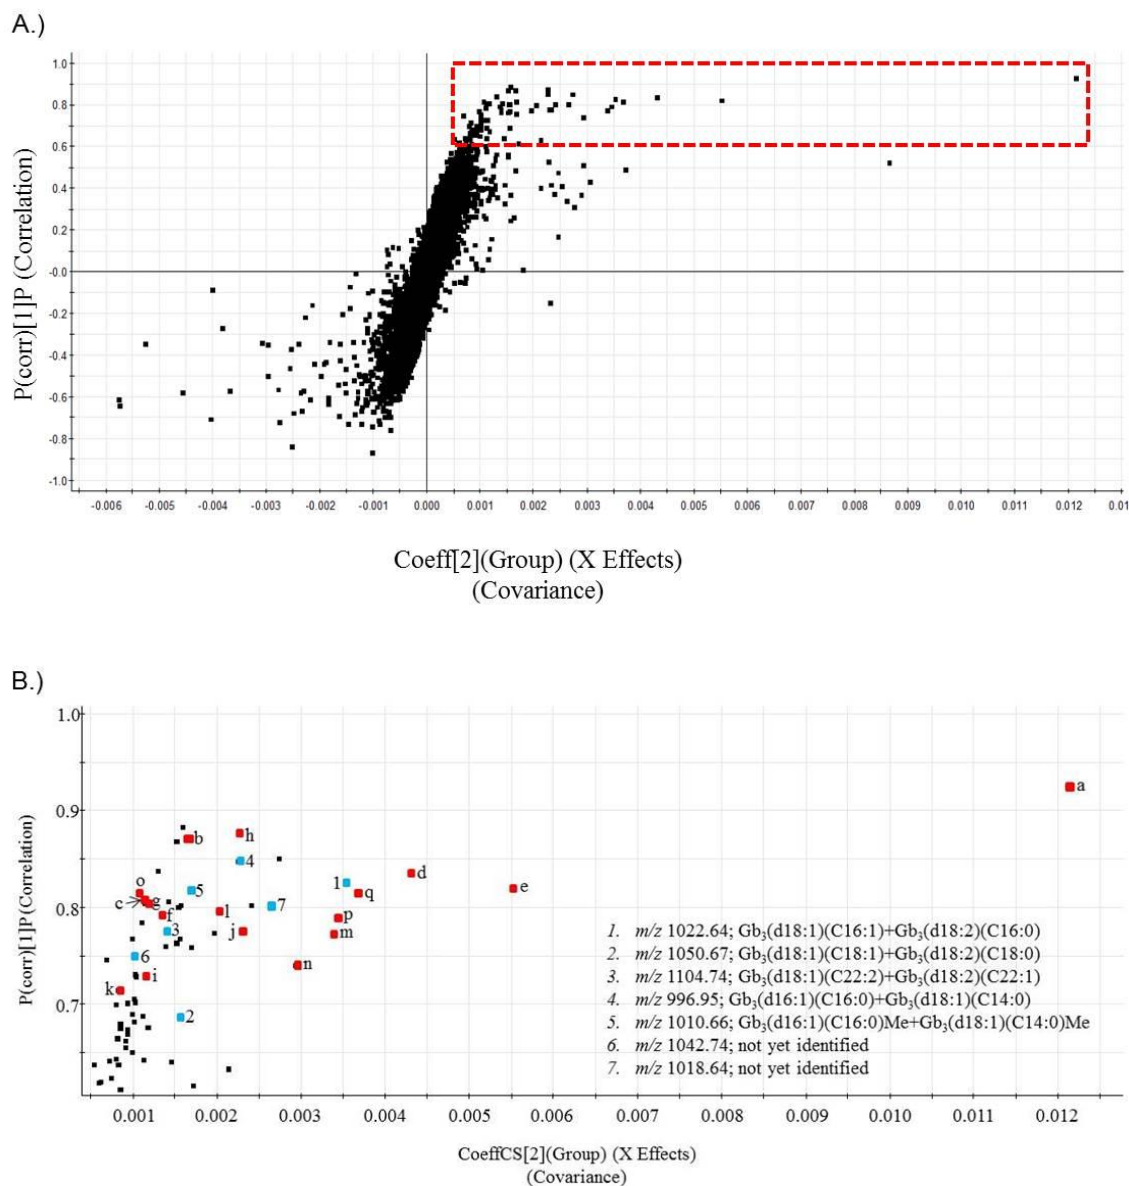 A.)
1.0
0.8
0.6
0.4
0.2
-0.0
-0.2
-0.4
-0.6
-0.8
-1.0
P(corr)[1]P (Correlation)
-0.006 -0.005 -0.004 -0.003 -0.002 -0.001 0.000 0.001 0.002 0.003 0.004 0.005 0.006 0.007 0.008 0.009 0.010 0.011 0.012 0.01
Coeff[2](Group) (X Effects)
(Covariance)
B.)
1.0
0.9
0.8
0.7
P(corr)[1]P (Correlation)
a
b
h
4
d
1
q
e
o
5
c
g
f
l
7
p
3
j
m
6
n
i
k
2
1. m/z 1022.64; Gb₃(d18:1)(C16:1)+Gb₃(d18:2)(C16:0)
2. m/z 1050.67; Gb₃(d18:1)(C18:1)+Gb₃(d18:2)(C18:0)
3. m/z 1104.74; Gb₃(d18:1)(C22:2)+Gb₃(d18:2)(C22:1)
4. m/z 996.95; Gb₃(d16:1)(C16:0)+Gb₃(d18:1)(C14:0)
5. m/z 1010.66; Gb₃(d16:1)(C16:0)Me+Gb₃(d18:1)(C14:0)Me
6. m/z 1042.74; not yet identified
7. m/z 1018.64; not yet identified
0.001 0.002 0.003 0.004 0.005 0.006 0.007 0.008 0.009 0.010 0.011 0.012
CoeffCS[2](Group) (X Effects)
(Covariance)